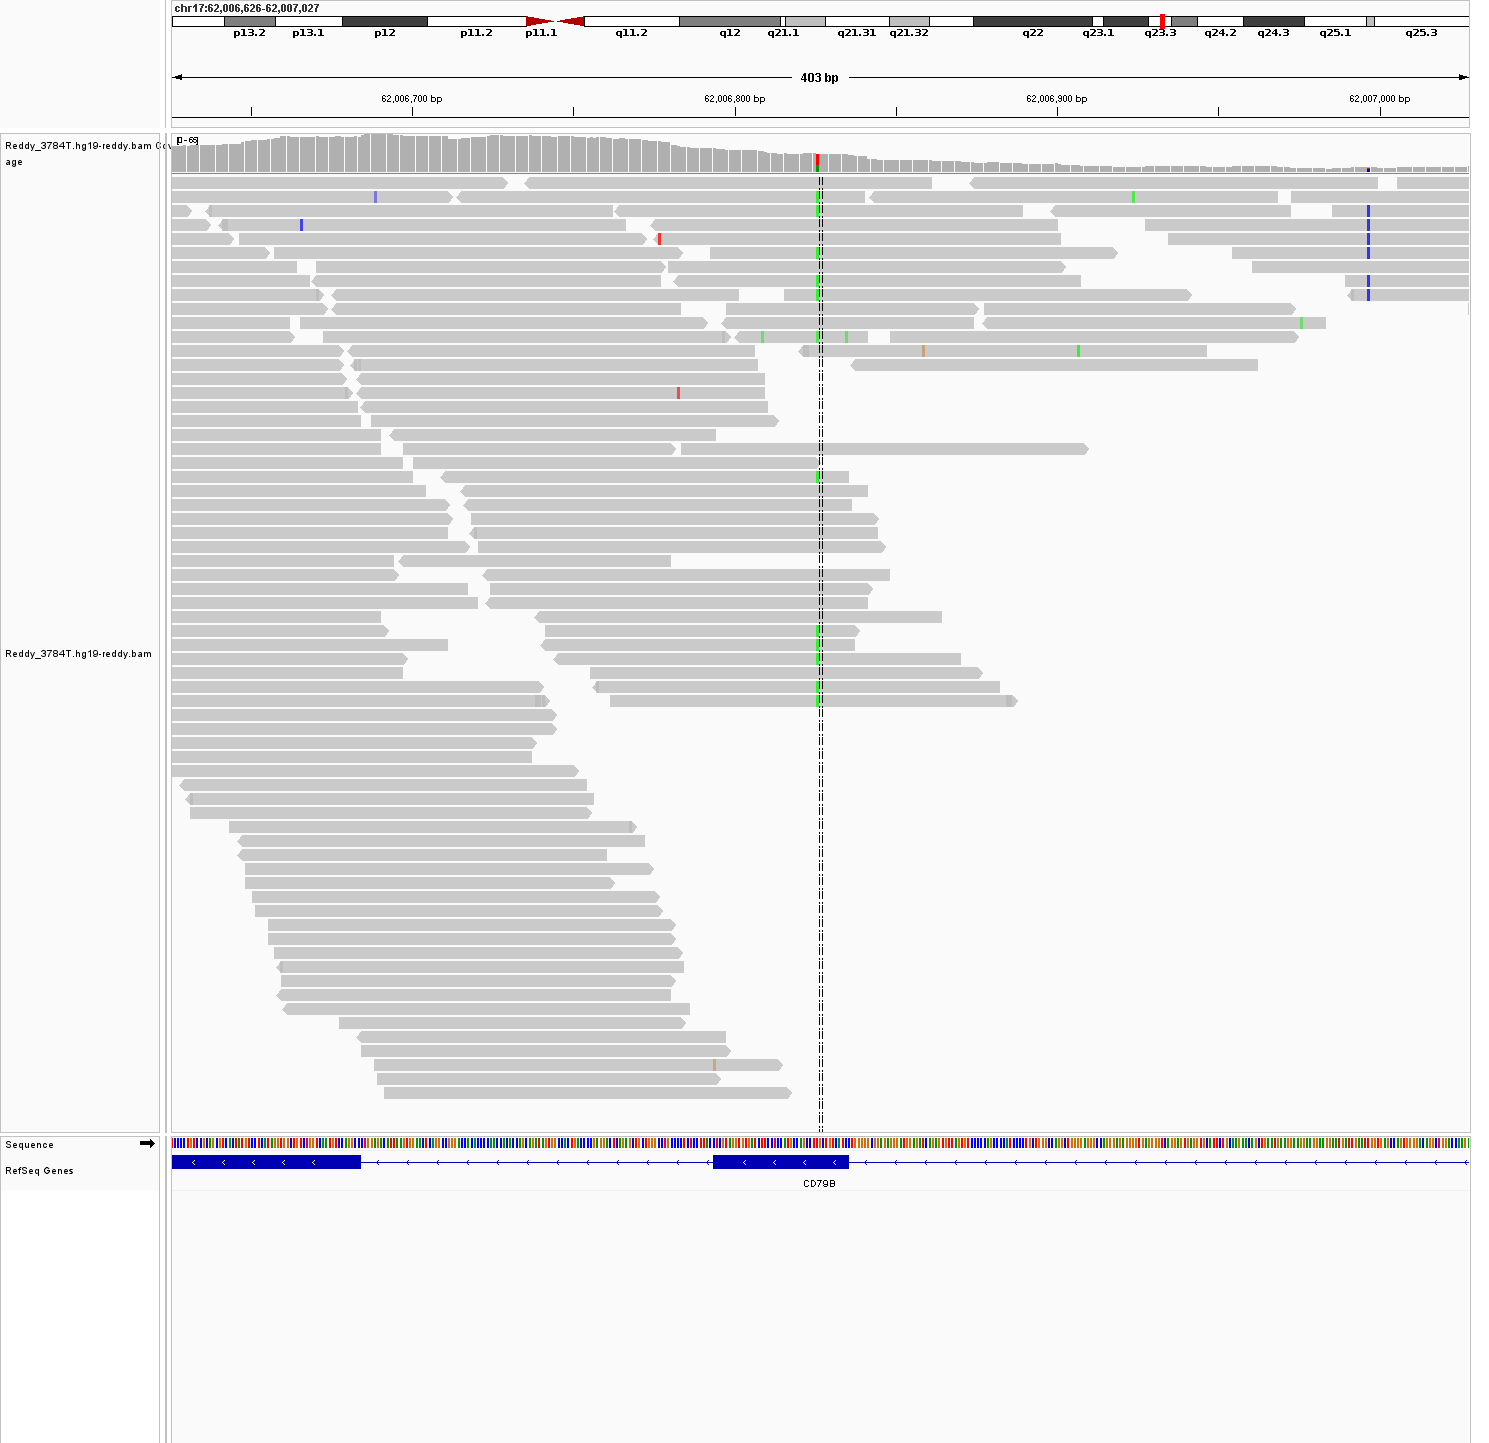 chr17:62,006,626-62,007,027
p13.2 p13.1 p12 p11.2 p11.1 q11.2 q12 q21.1 q21.31 q21.32 q22 q23.1 q23.3 q24.2 q24.3 q25.1 q25.3
403 bp
62,006,700 bp 62,006,800 bp 62,006,900 bp 62,007,000 bp
Reddy_3784T.hg19-reddy.bam Cov
age
Reddy_3784T.hg19-reddy.bam
Sequence
RefSeq Genes
CD79B